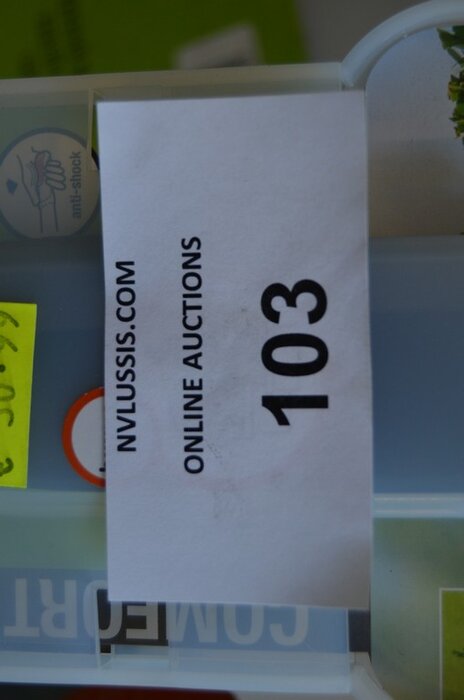 NVLUSSIS.COM
ONLINE AUCTIONS
103
anti-shock
COMFORT